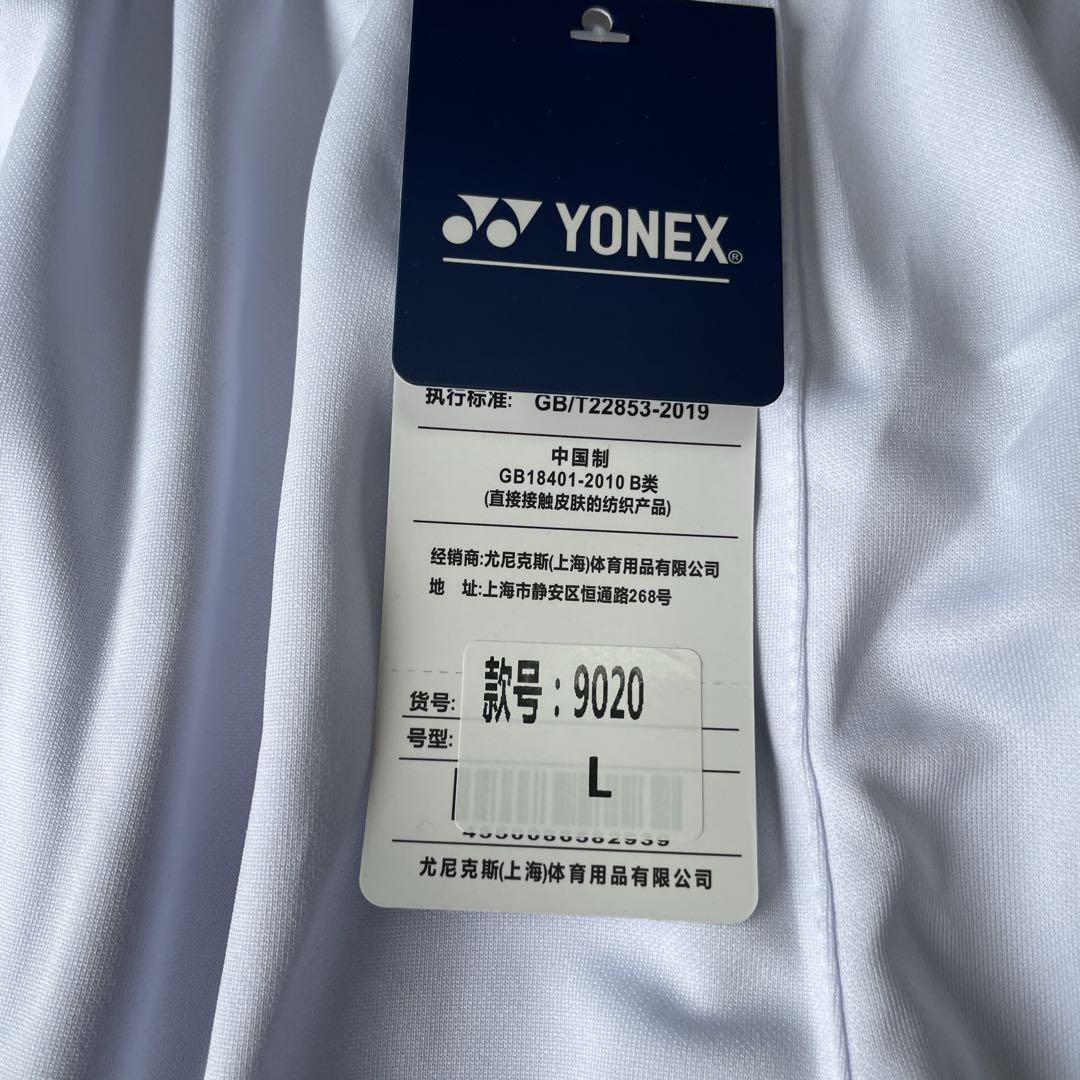 YONEX®
执行标准: GB/T22853-2019
中国制
GB18401-2010 B类
(直接接触皮肤的纺织产品)
经销商:尤尼克斯(上海)体育用品有限公司
地 址:上海市静安区恒通路268号
货号:
款号:9020
号型:
L
尤尼克斯(上海)体育用品有限公司